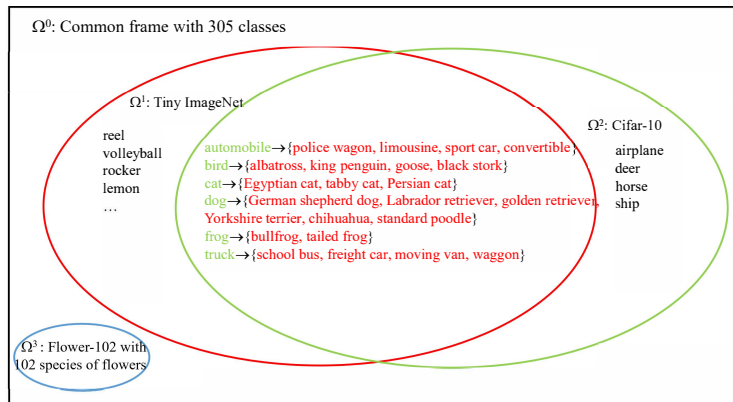 Ω⁰: Common frame with 305 classes
Ω¹: Tiny ImageNet
reel
volleyball
rocker
lemon
…
automobile→{police wagon, limousine, sport car, convertible}
bird→{albatross, king penguin, goose, black stork}
cat→{Egyptian cat, tabby cat, Persian cat}
dog→{German shepherd dog, Labrador retriever, golden retriever,
Yorkshire terrier, chihuahua, standard poodle}
frog→{bullfrog, tailed frog}
truck→{school bus, freight car, moving van, waggon}
Ω²: Cifar-10
airplane
deer
horse
ship
Ω³ : Flower-102 with
102 species of flowers